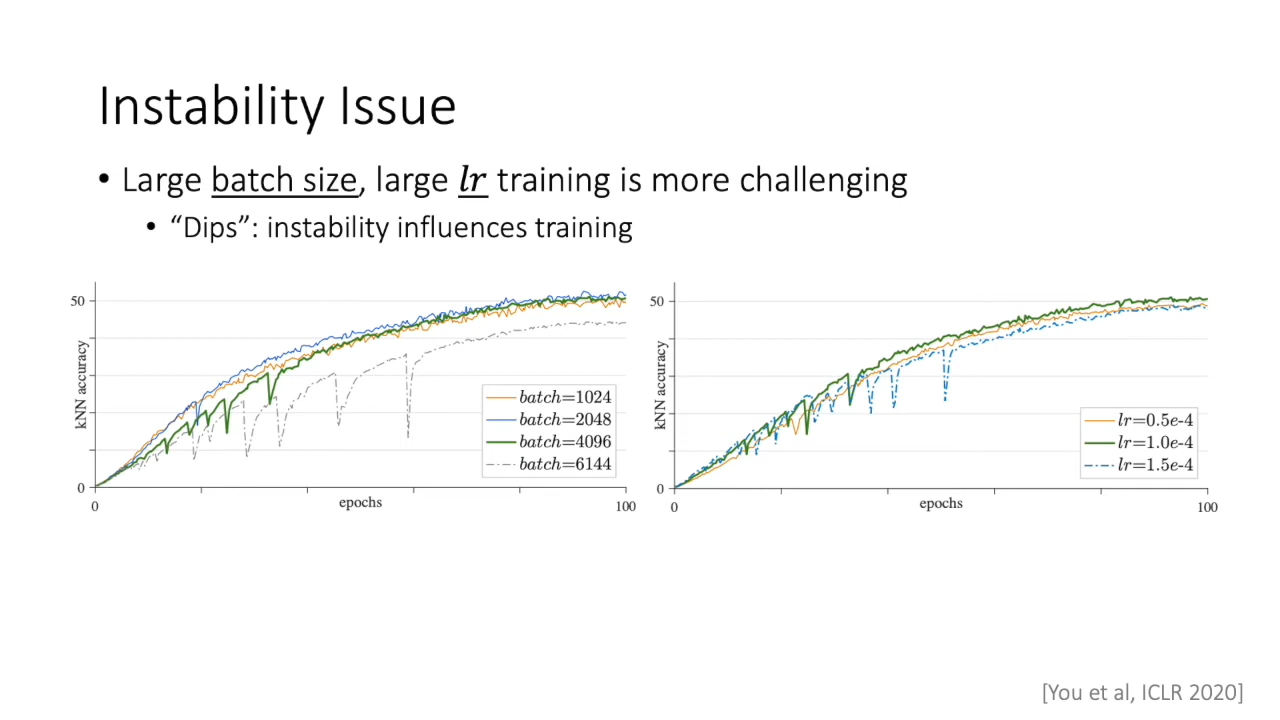 Instability Issue
• Large batch size, large lr training is more challenging
• “Dips”: instability influences training
50
kNN accuracy
0
batch=1024
batch=2048
batch=4096
batch=6144
0
epochs
100
50
kNN accuracy
0
lr=0.5e-4
lr=1.0e-4
lr=1.5e-4
0
epochs
100
[You et al, ICLR 2020]